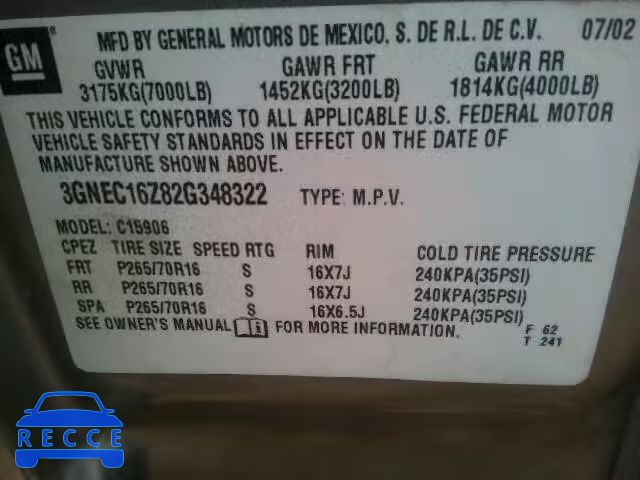 GM
MFD BY GENERAL MOTORS DE MEXICO, S. DE R.L. DE C.V. 07/02
GVWR GAWR FRT GAWR RR
3175KG(7000LB) 1452KG(3200LB) 1814KG(4000LB)
THIS VEHICLE CONFORMS TO ALL APPLICABLE U.S. FEDERAL MOTOR
VEHICLE SAFETY STANDARDS IN EFFECT ON THE DATE OF
MANUFACTURE SHOWN ABOVE.
3GNEC16Z82G348322 TYPE: M.P.V.
MODEL: C15906
CPEZ TIRE SIZE SPEED RTG RIM COLD TIRE PRESSURE
FRT P265/70R16 S 16X7J 240KPA(35PSI)
RR P265/70R16 S 16X7J 240KPA(35PSI)
SPA P265/70R16 S 16X6.5J 240KPA(35PSI)
SEE OWNER'S MANUAL FOR MORE INFORMATION. F 62
T 241
RECCE